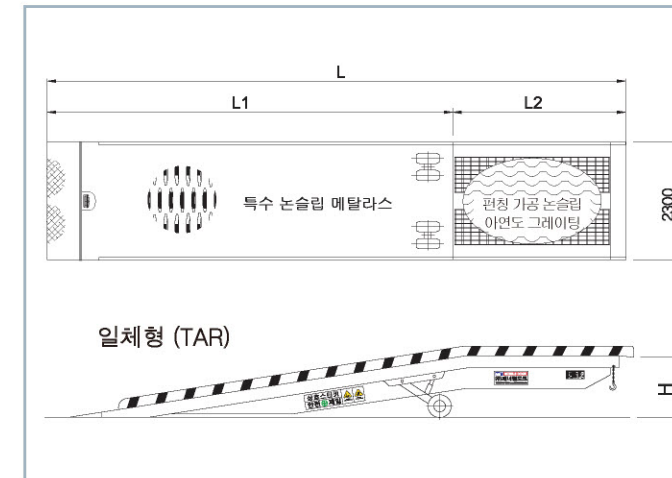 L
L1
L2
특수 논슬립 메탈라스
펀칭 가공 논슬립
아연도 그레이팅
2300
일체형 (TAR)
H